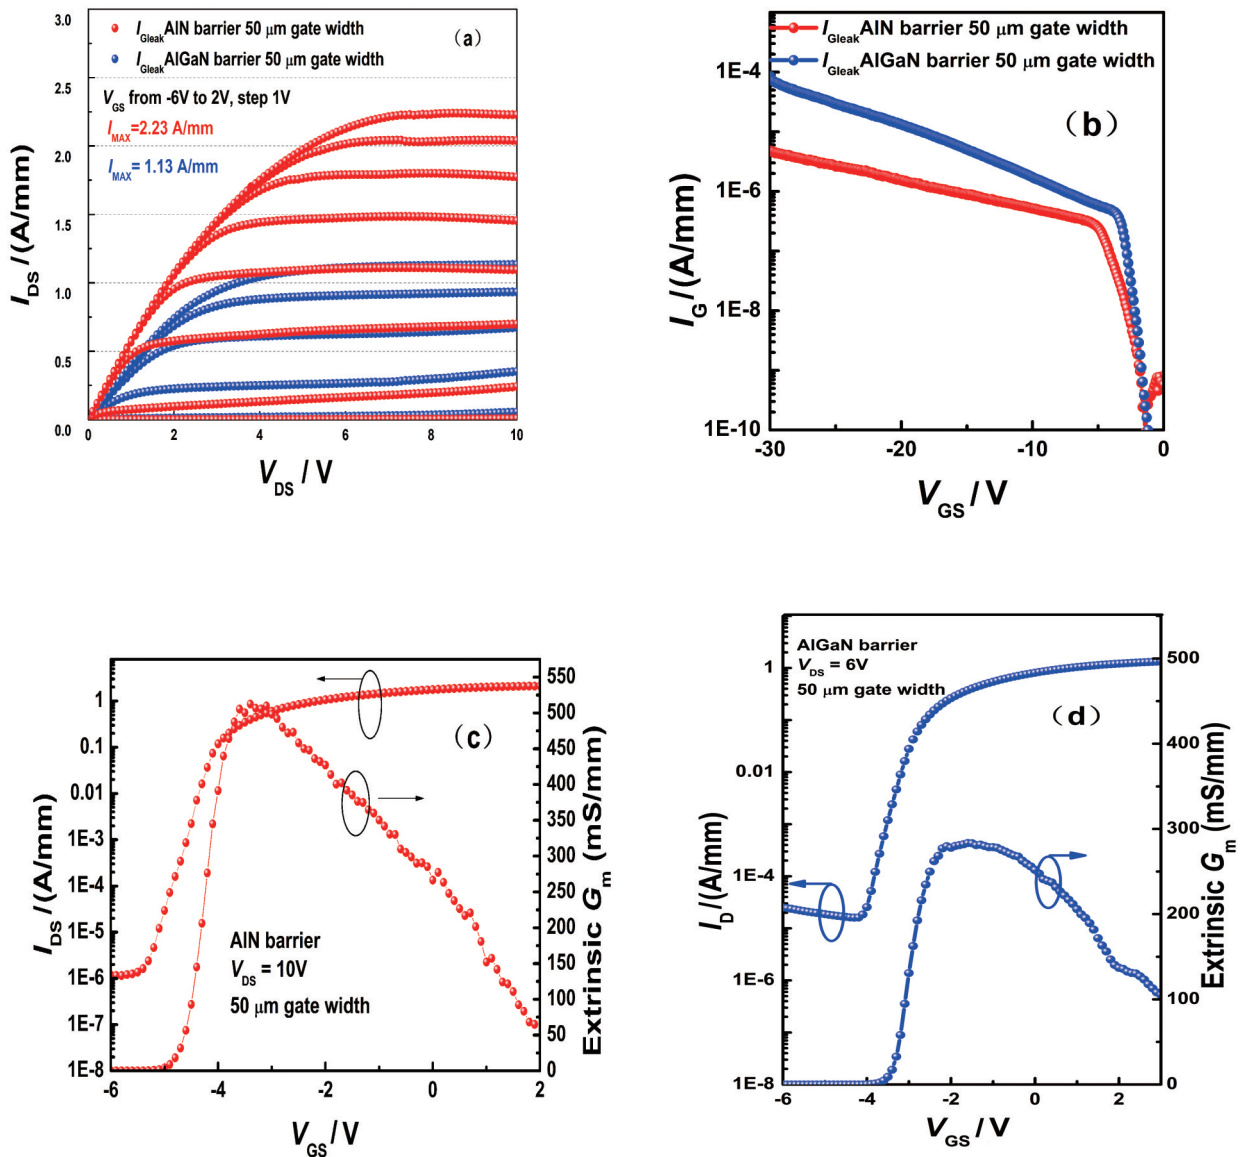 3.0
2.5
2.0
1.5
1.0
0.5
0.0
I_DS / (A/mm)
I_Gleak AlN barrier 50 μm gate width
(a)
I_Gleak AlGaN barrier 50 μm gate width
V_GS from -6V to 2V, step 1V
I_MAX=2.23 A/mm
I_MAX= 1.13 A/mm
0 2 4 6 8 10
V_DS / V
I_Gleak AlN barrier 50 μm gate width
I_Gleak AlGaN barrier 50 μm gate width
(b)
1E-4
1E-6
1E-8
1E-10
I_G / (A/mm)
-30 -20 -10 0
V_GS / V
1
0.1
0.01
1E-3
1E-4
1E-5
1E-6
1E-7
1E-8
I_DS / (A/mm)
(c)
AlN barrier
V_DS = 10V
50 μm gate width
550
500
450
400
350
300
250
200
150
100
50
0
Extrinsic G_m (mS/mm)
-6 -4 -2 0 2
V_GS / V
AlGaN barrier
V_DS = 6V
50 μm gate width
(d)
1
0.01
1E-4
1E-6
1E-8
I_D / (A/mm)
500
400
300
200
100
0
Extrinsic G_m (mS/mm)
-6 -4 -2 0 2
V_GS / V